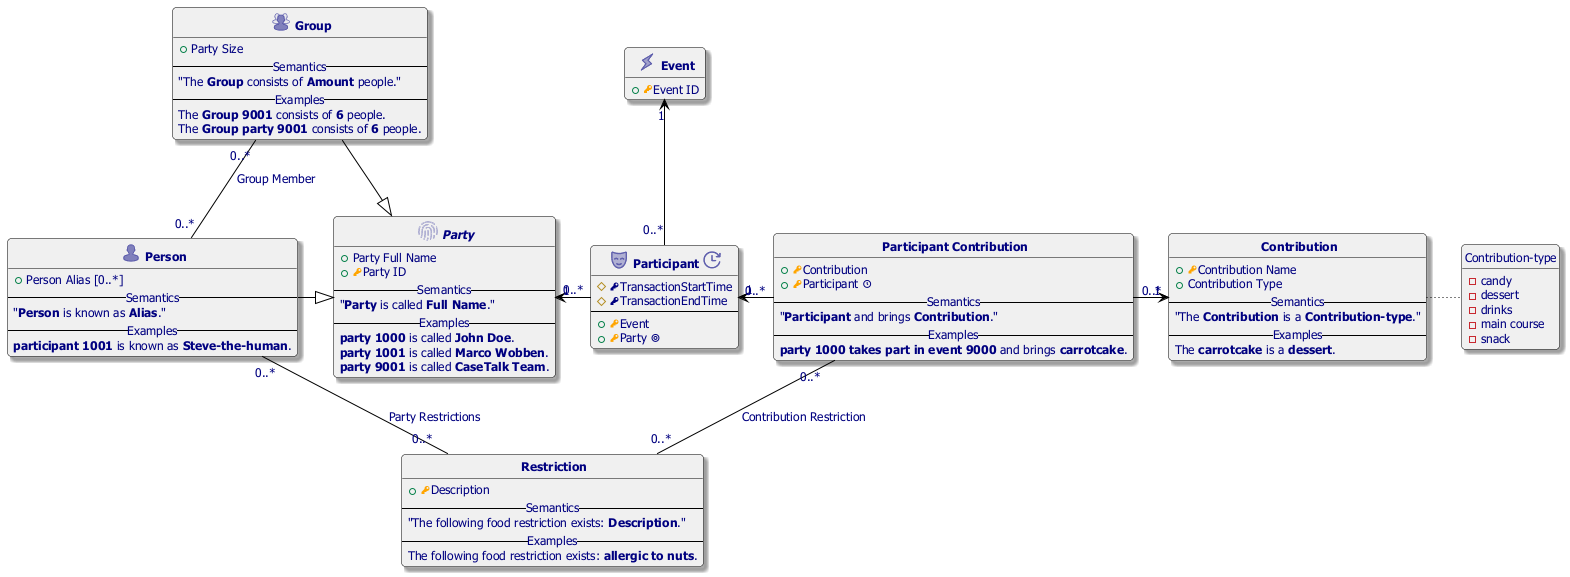 Group
Party Size
Semantics
"The Group consists of Amount people."
Examples
The Group 9001 consists of 6 people.
The Group party 9001 consists of 6 people.
Event
Event ID
1
0..*
0..*
Group Member
0..*
Person
Person Alias [0..*]
Semantics
"Person is known as Alias."
Examples
participant 1001 is known as Steve-the-human.
Party
Party Full Name
Party ID
Semantics
"Party is called Full Name."
Examples
party 1000 is called John Doe.
party 1001 is called Marco Wobben.
party 9001 is called CaseTalk Team.
0..*
Participant
TransactionStartTime
TransactionEndTime
Event
Party
0..*
Participant Contribution
Contribution
Participant
Semantics
"Participant and brings Contribution."
Examples
party 1000 takes part in event 9000 and brings carrotcake.
0..*
1
Contribution
Contribution Name
Contribution Type
Semantics
"The Contribution is a Contribution-type."
Examples
The carrotcake is a dessert.
Contribution-type
candy
dessert
drinks
main course
snack
0..*
Party Restrictions
0..*
0..*
Contribution Restriction
0..*
Restriction
Description
Semantics
"The following food restriction exists: Description."
Examples
The following food restriction exists: allergic to nuts.